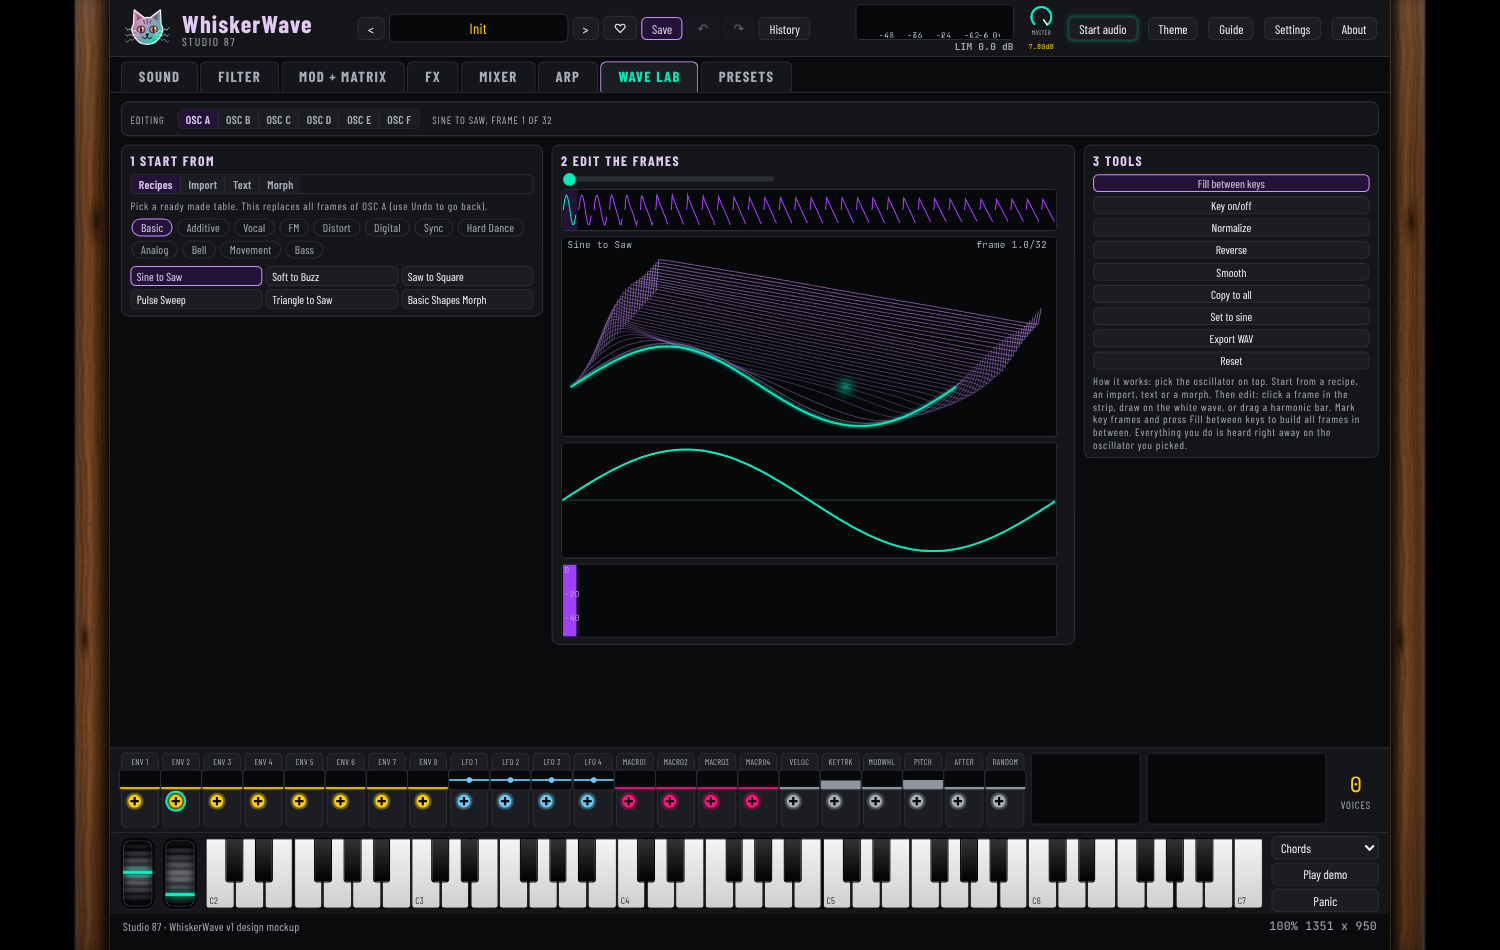 WhiskerWave
STUDIO 87
<
Init
>
Save
History
-48 -36 -24 -12-6 0
LIM 0.0 dB
MASTER
7.80dB
Start audio
Theme
Guide
Settings
About
SOUND
FILTER
MOD + MATRIX
FX
MIXER
ARP
WAVE LAB
PRESETS
EDITING
OSC A
OSC B
OSC C
OSC D
OSC E
OSC F
SINE TO SAW, FRAME 1 OF 32
1 START FROM
Recipes
Import
Text
Morph
Pick a ready made table. This replaces all frames of OSC A (use Undo to go back).
Basic
Additive
Vocal
FM
Distort
Digital
Sync
Hard Dance
Analog
Bell
Movement
Bass
Sine to Saw
Soft to Buzz
Saw to Square
Pulse Sweep
Triangle to Saw
Basic Shapes Morph
2 EDIT THE FRAMES
Sine to Saw
frame 1.0/32
0
-20
-40
3 TOOLS
Fill between keys
Key on/off
Normalize
Reverse
Smooth
Copy to all
Set to sine
Export WAV
Reset
How it works: pick the oscillator on top. Start from a recipe,
an import, text or a morph. Then edit: click a frame in the
strip, draw on the white wave, or drag a harmonic bar. Mark
key frames and press Fill between keys to build all frames in
between. Everything you do is heard right away on the
oscillator you picked.
ENV 1
ENV 2
ENV 3
ENV 4
ENV 5
ENV 6
ENV 7
ENV 8
LFO 1
LFO 2
LFO 3
LFO 4
MACRO1
MACRO2
MACRO3
MACRO4
VELOC
KEYTRK
MODWHL
PITCH
AFTER
RANDOM
0
VOICES
C2
C3
C4
C5
C6
C7
Chords
Play demo
Panic
Studio 87 · WhiskerWave v1 design mockup
100% 1351 x 950